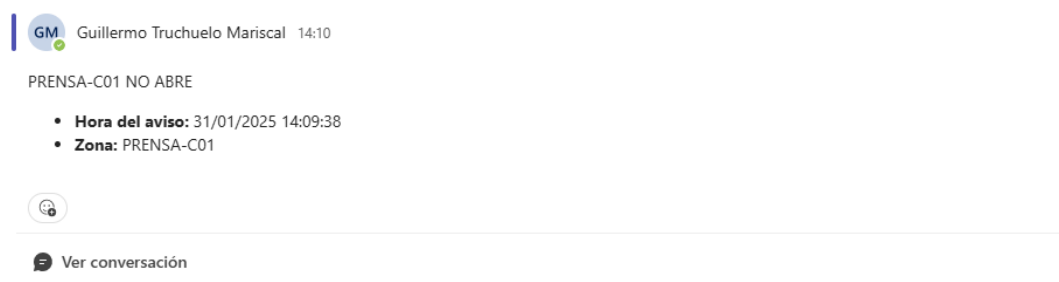 GM Guillermo Truchuelo Mariscal 14:10
PRENSA-C01 NO ABRE
• Hora del aviso: 31/01/2025 14:09:38
• Zona: PRENSA-C01
Ver conversación